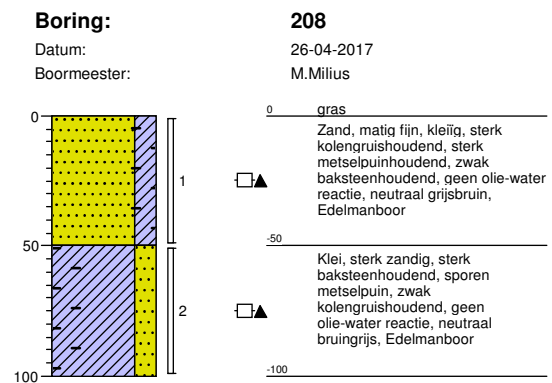 Boring: 208
Datum: 26-04-2017
Boormeester: M.Milius
0
50
100
1
2
0 gras
Zand, matig fijn, kleiïg, sterk
kolengruishoudend, sterk
metselpuinhoudend, zwak
baksteenhoudend, geen olie-water
reactie, neutraal grijsbruin,
Edelmanboor
-50
Klei, sterk zandig, sterk
baksteenhoudend, sporen
metselpuin, zwak
kolengruishoudend, geen
olie-water reactie, neutraal
bruingrijs, Edelmanboor
-100